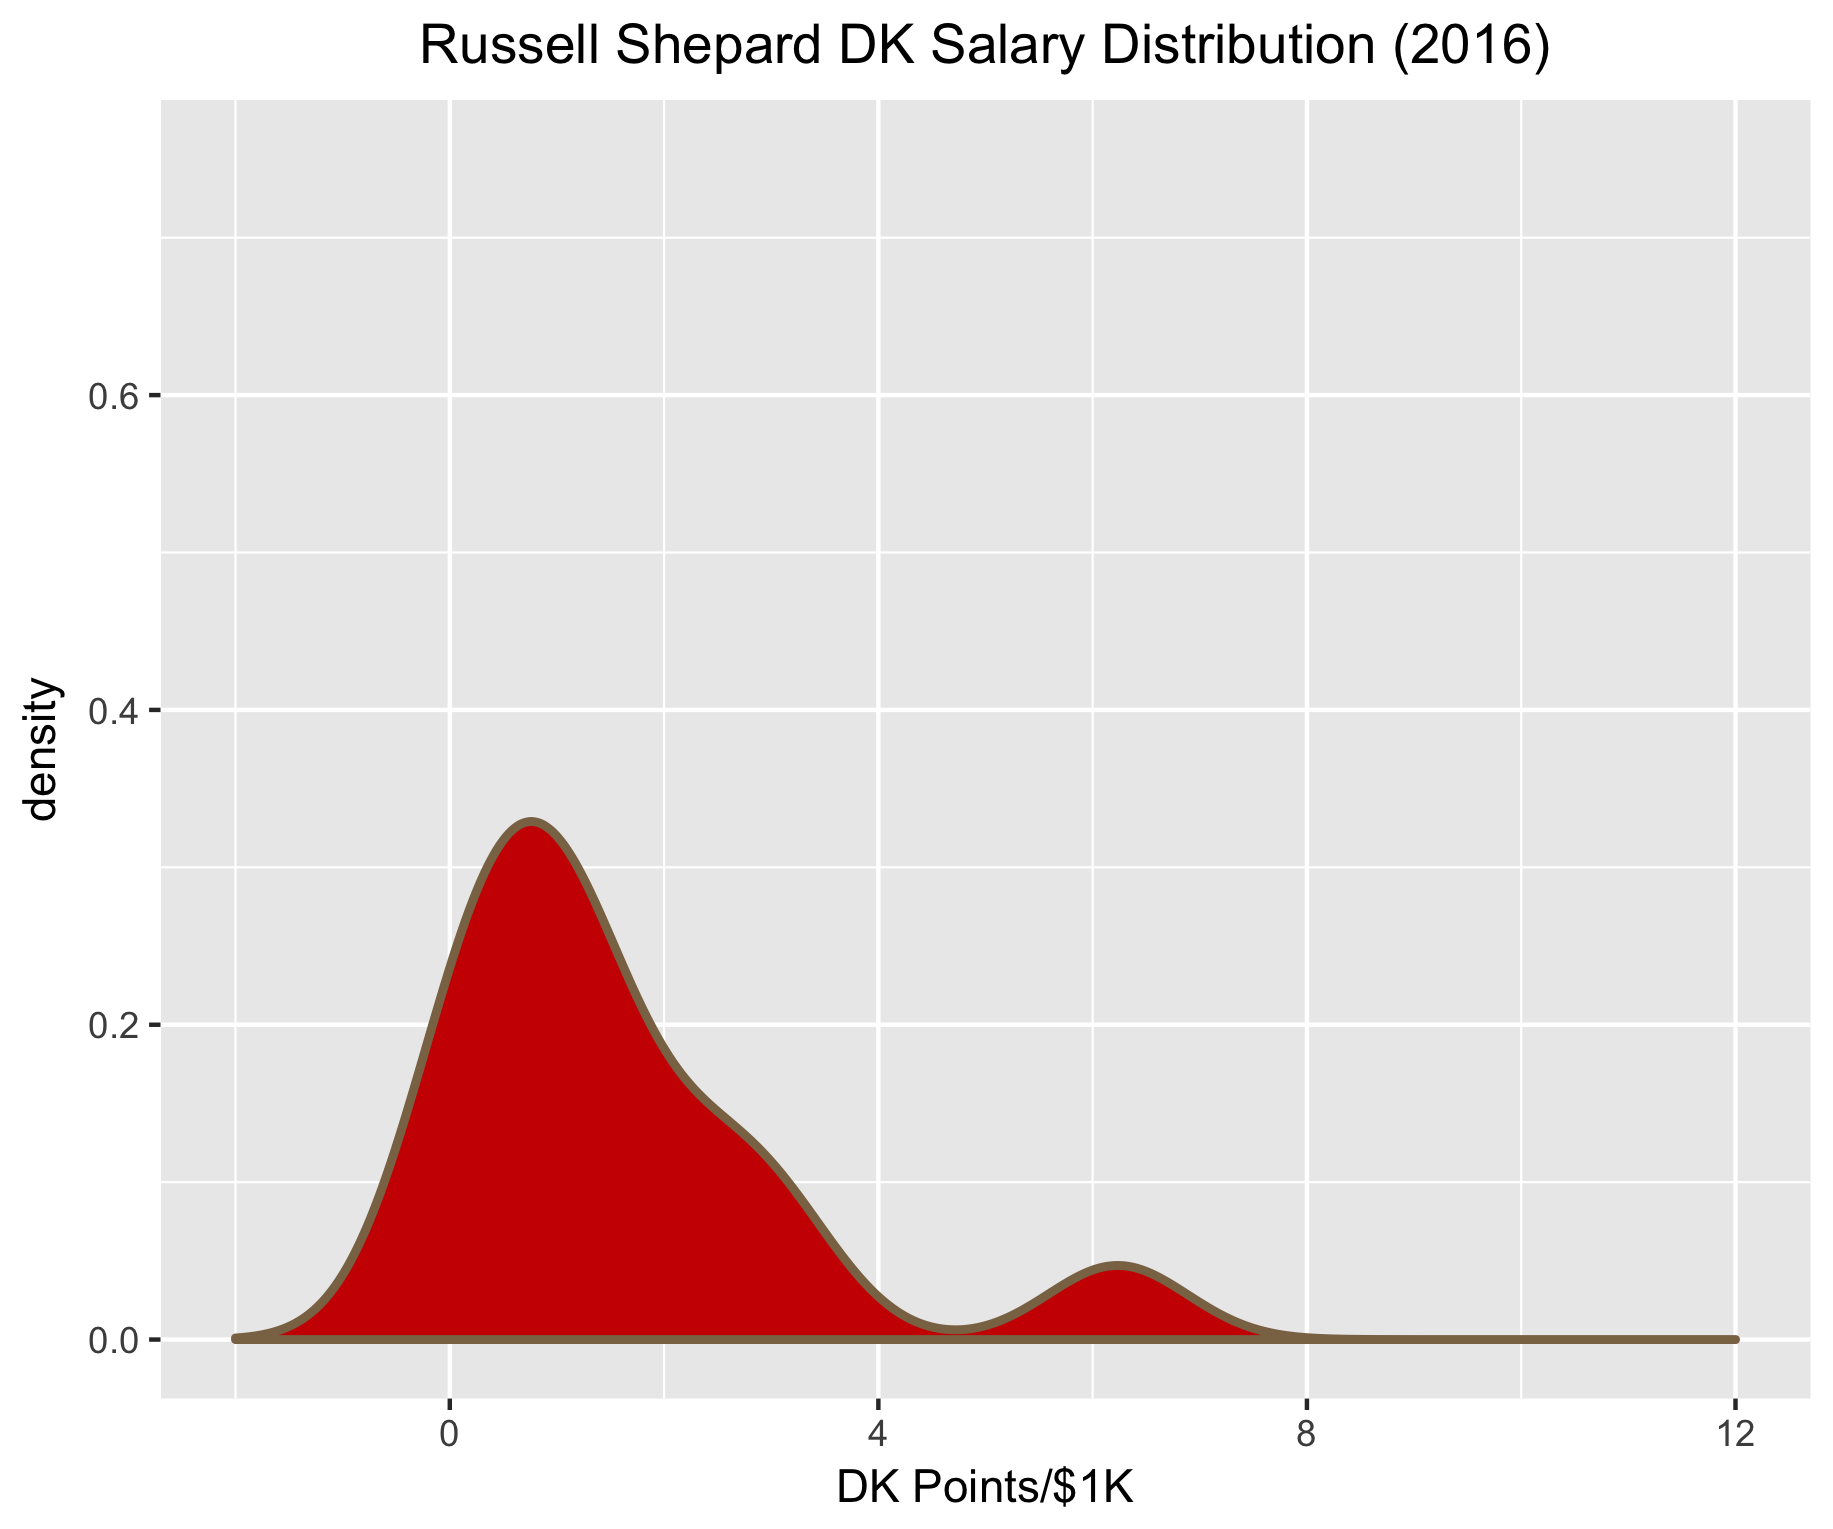 Russell Shepard DK Salary Distribution (2016)
0.6
0.4
0.2
0.0
density
0 4 8 12
DK Points/$1K